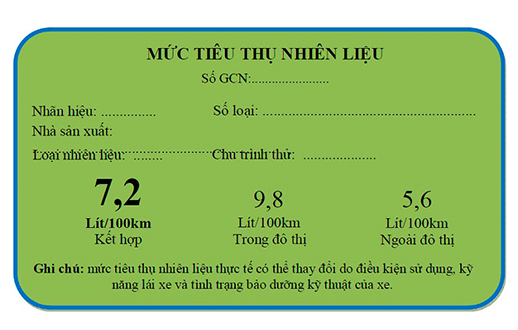 MỨC TIÊU THỤ NHIÊN LIỆU
Số GCN:.......................
Nhãn hiệu: ............... Số loại: ................................................................
Nhà sản xuất:
......................................................
Loại nhiên liệu: ........ Chu trình thử: .....................
7,2 9,8 5,6
Lít/100km Lít/100km Lít/100km
Kết hợp Trong đô thị Ngoài đô thị
Ghi chú: mức tiêu thụ nhiên liệu thực tế có thể thay đổi do điều kiện sử dụng, kỹ
năng lái xe và tình trạng bảo dưỡng kỹ thuật của xe.